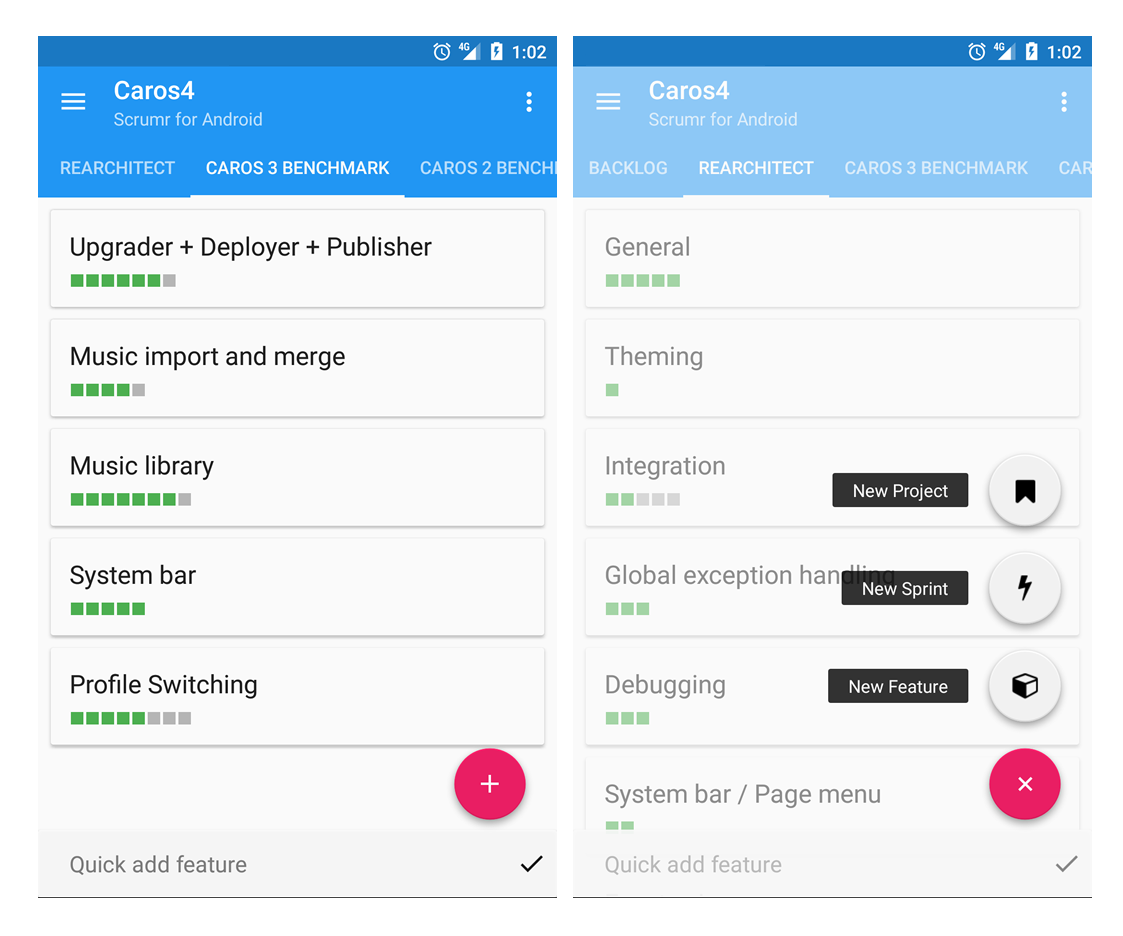 4G 1:02
Caros4
Scrumr for Android
REARCHITECT CAROS 3 BENCHMARK CAROS 2 BENCH
Upgrader + Deployer + Publisher
Music import and merge
Music library
System bar
Profile Switching
Quick add feature
4G 1:02
Caros4
Scrumr for Android
BACKLOG REARCHITECT CAROS 3 BENCHMARK CAR
General
Theming
Integration
New Project
Global exception handling
New Sprint
Debugging
New Feature
System bar / Page menu
Quick add feature